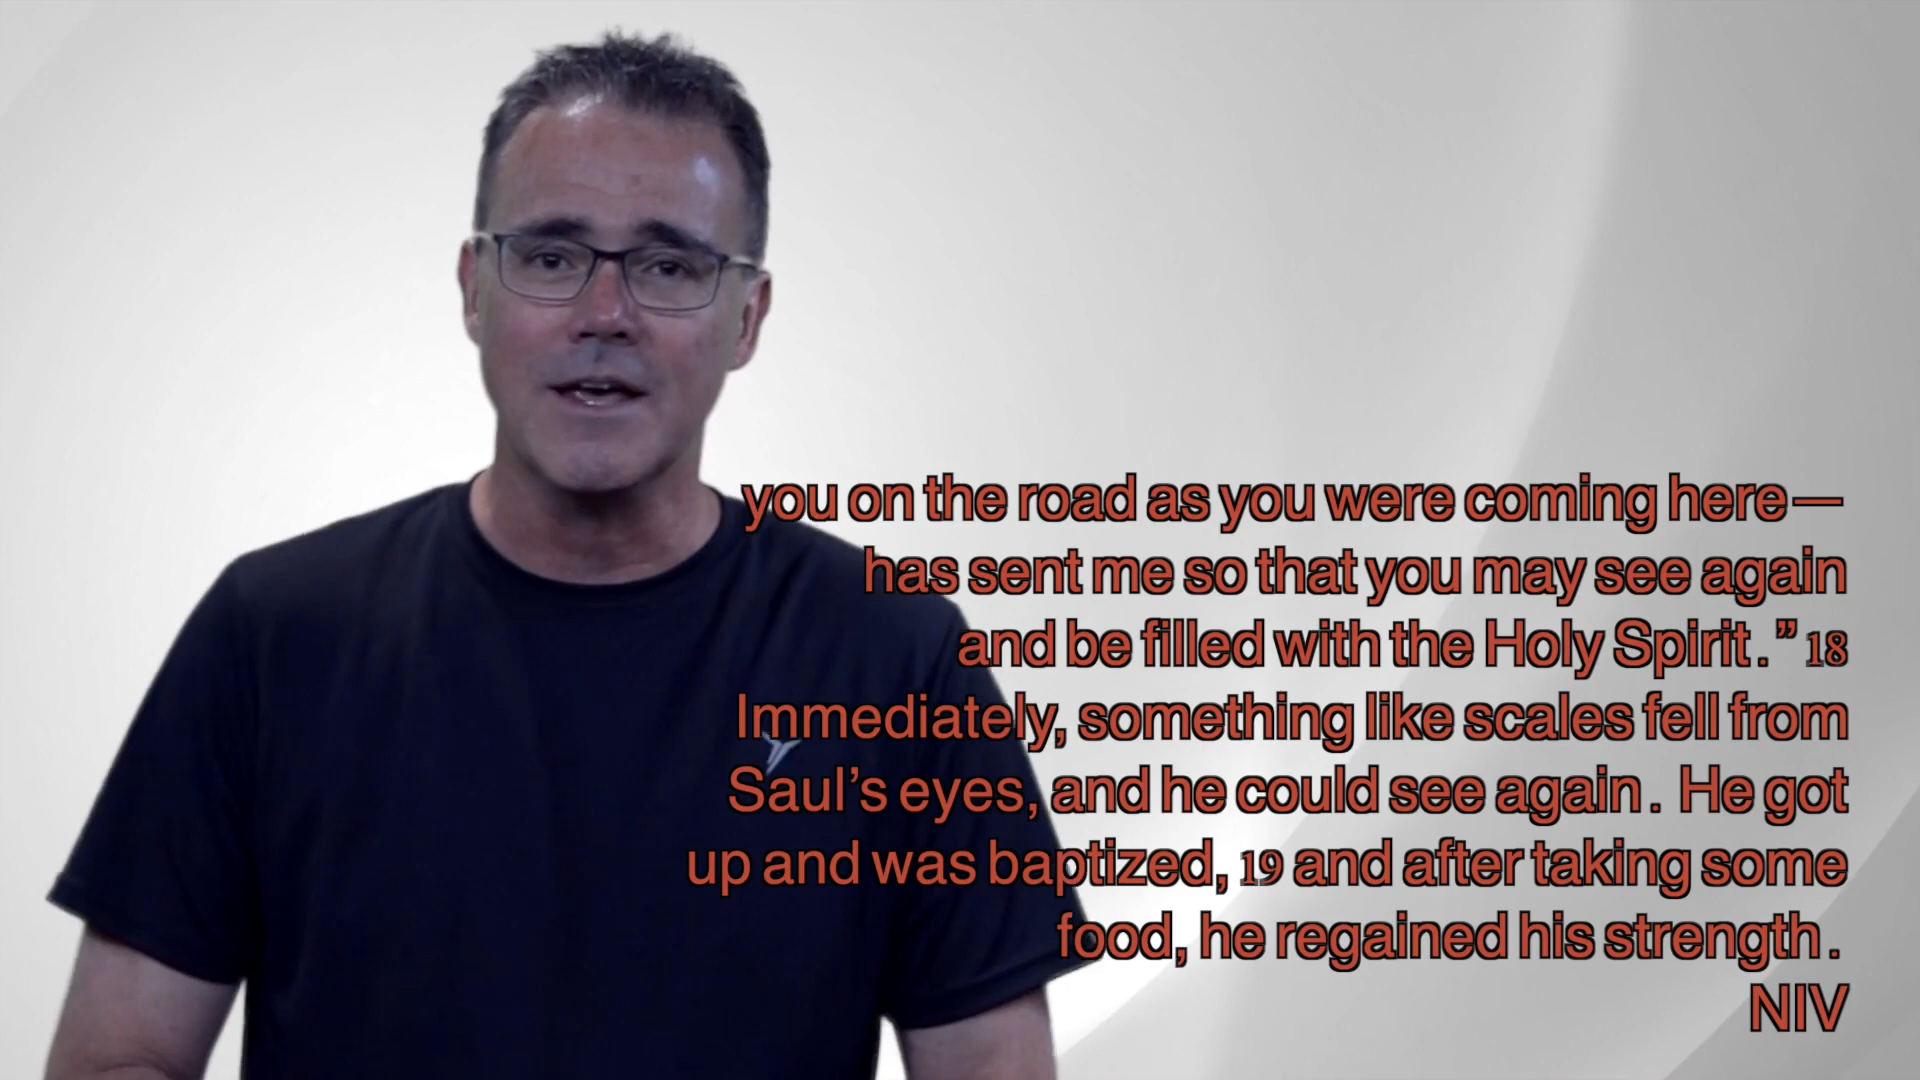 you on the road as you were coming here—
has sent me so that you may see again
and be filled with the Holy Spirit.” 18
Immediately, something like scales fell from
Saul’s eyes, and he could see again. He got
up and was baptized, 19 and after taking some
food, he regained his strength.
NIV